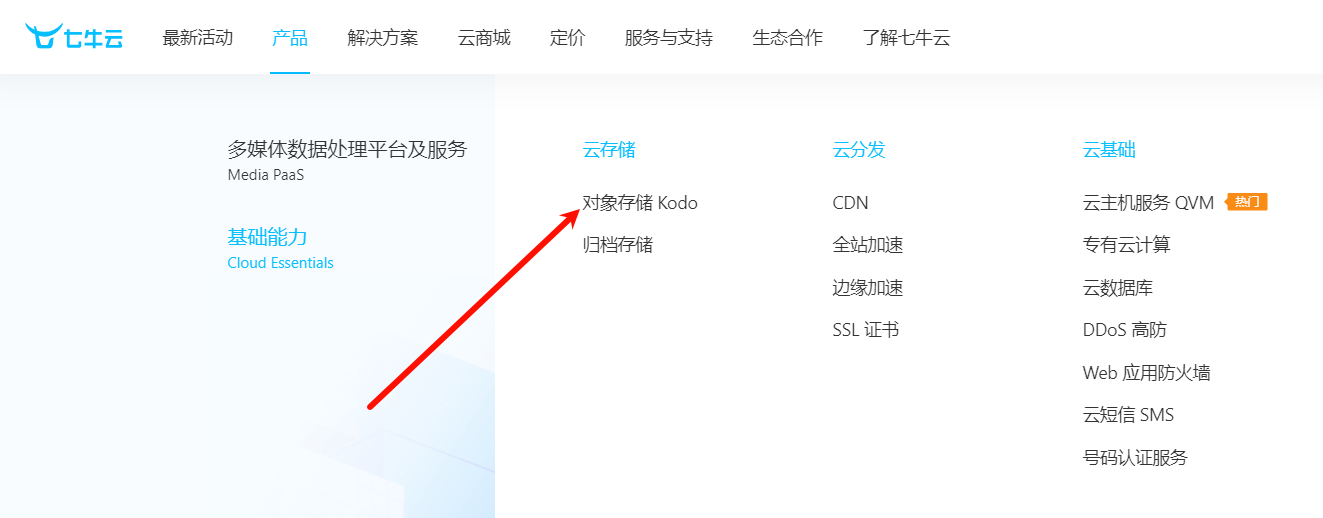 七牛云
最新活动
产品
解决方案
云商城
定价
服务与支持
生态合作
了解七牛云
多媒体数据处理平台及服务
Media PaaS
基础能力
Cloud Essentials
云存储
对象存储 Kodo
归档存储
云分发
CDN
全站加速
边缘加速
SSL 证书
云基础
云主机服务 QVM 热门
专有云计算
云数据库
DDoS 高防
Web 应用防火墙
云短信 SMS
号码认证服务